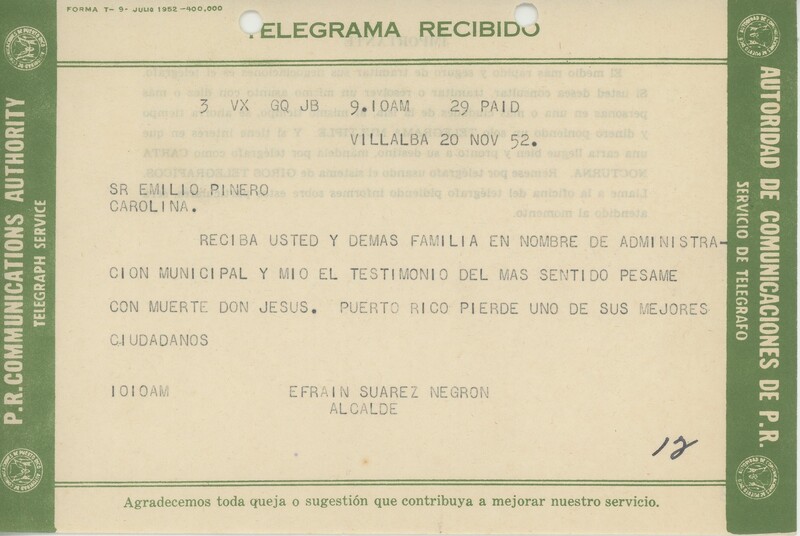 FORMA T- 9- JULIO 1952 -400,000
TELEGRAMA RECIBIDO
3 VX GQ JB 9.10AM 29 PAID
VILLALBA 20 NOV 52.
SR EMILIO PINERO
CAROLINA.
RECIBA USTED Y DEMAS FAMILIA EN NOMBRE DE ADMINISTRA-
CION MUNICIPAL Y MIO EL TESTIMONIO DEL MAS SENTIDO PESAME
CON MUERTE DON JESUS. PUERTO RICO PIERDE UNO DE SUS MEJORES
CIUDADANOS
1010AM EFRAIN SUAREZ NEGRON
ALCALDE
12
Agradecemos toda queja o sugestión que contribuya a mejorar nuestro servicio.
P.R. COMMUNICATIONS AUTHORITY
TELEGRAPH SERVICE
AUTORIDAD DE COMUNICACIONES DE P.R.
SERVICIO DE TELEGRAFO